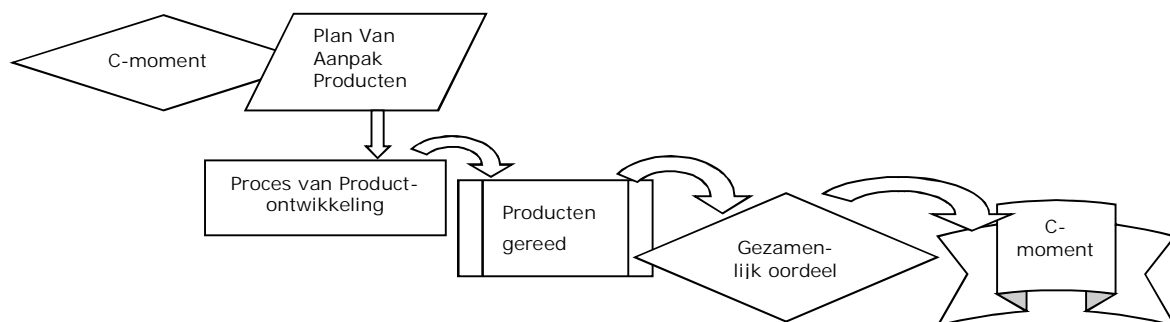 C-moment
Plan Van
Aanpak
Producten
Proces van Product-
ontwikkeling
Producten
gereed
Gezamen-
lijk oordeel
C-
moment